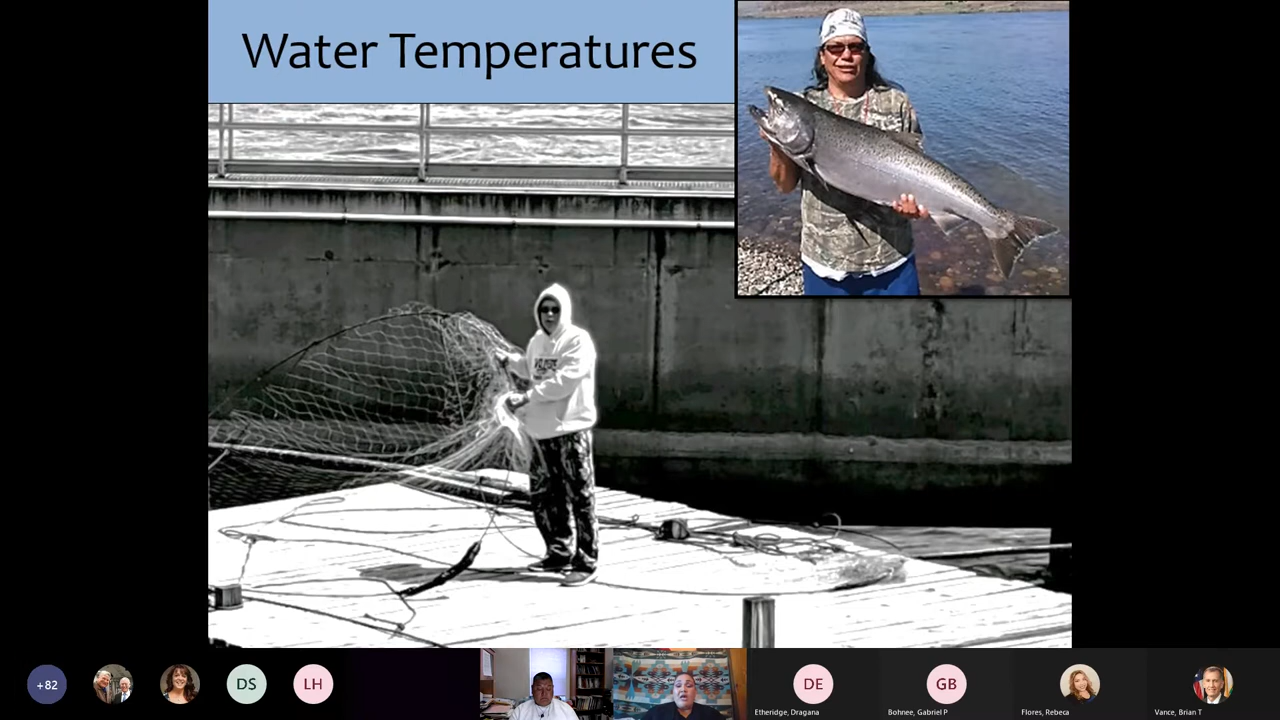 Water Temperatures
+82
DS
LH
DE
GB
Etheridge, Dragana
Bohnee, Gabriel P
Flores, Rebeca
Vance, Brian T